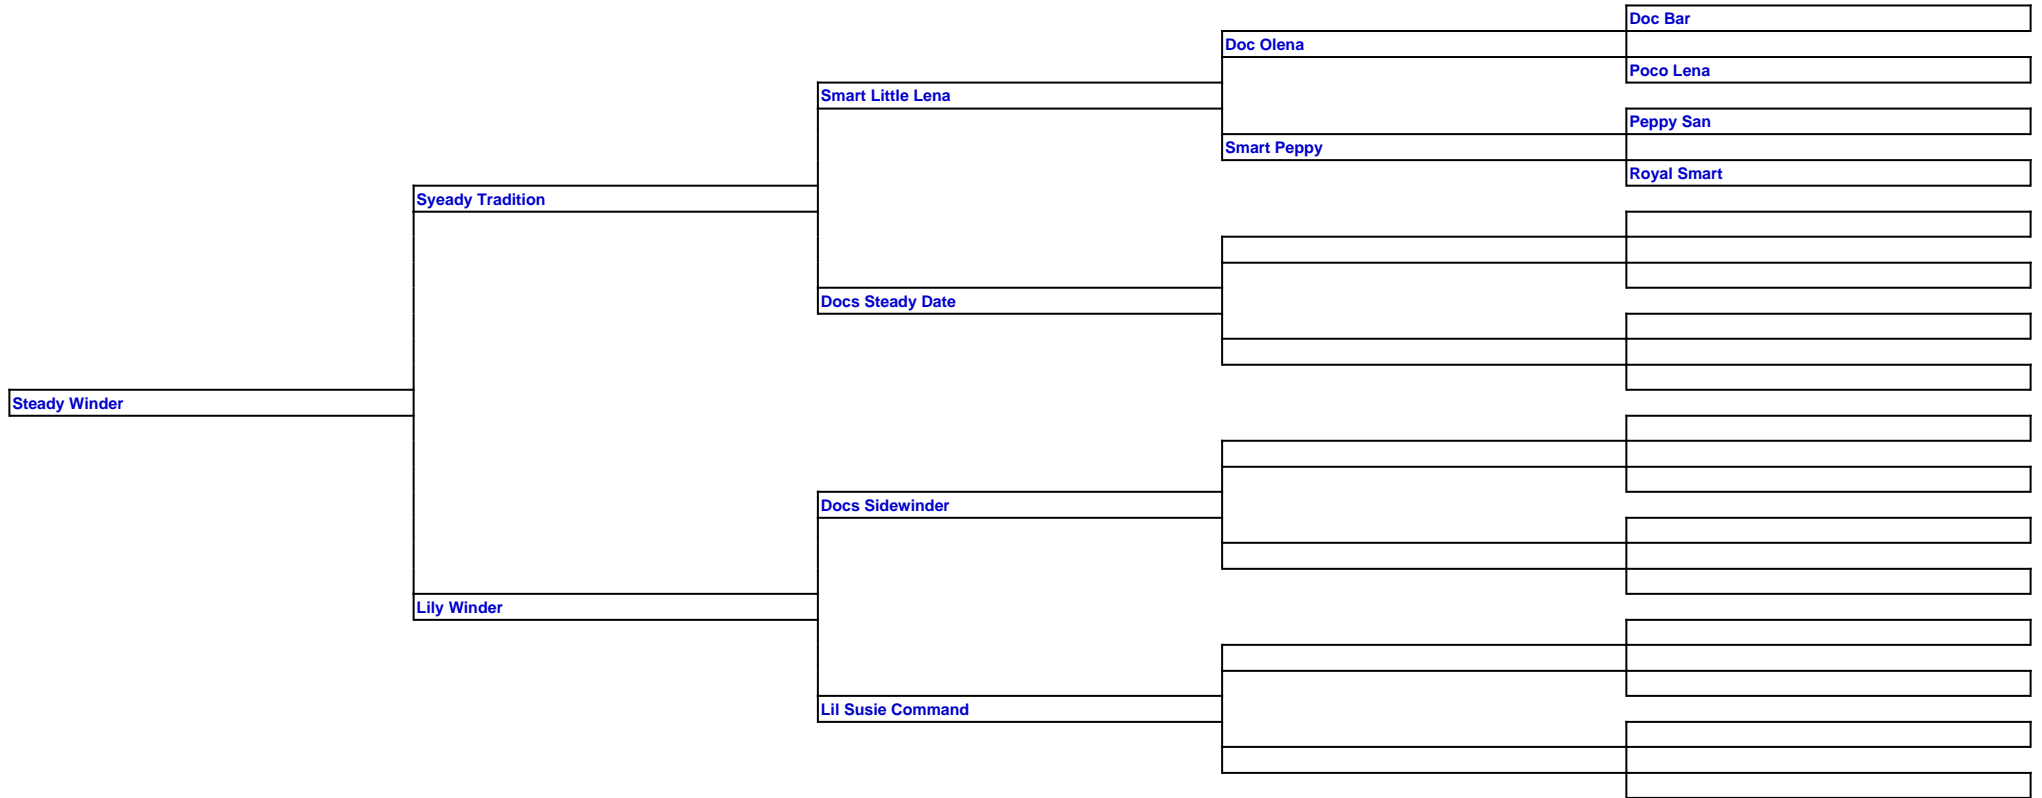 Doc Bar
Doc Olena
Poco Lena
Smart Little Lena
Peppy San
Smart Peppy
Royal Smart
Syeady Tradition
Docs Steady Date
Steady Winder
Docs Sidewinder
Lily Winder
Lil Susie Command